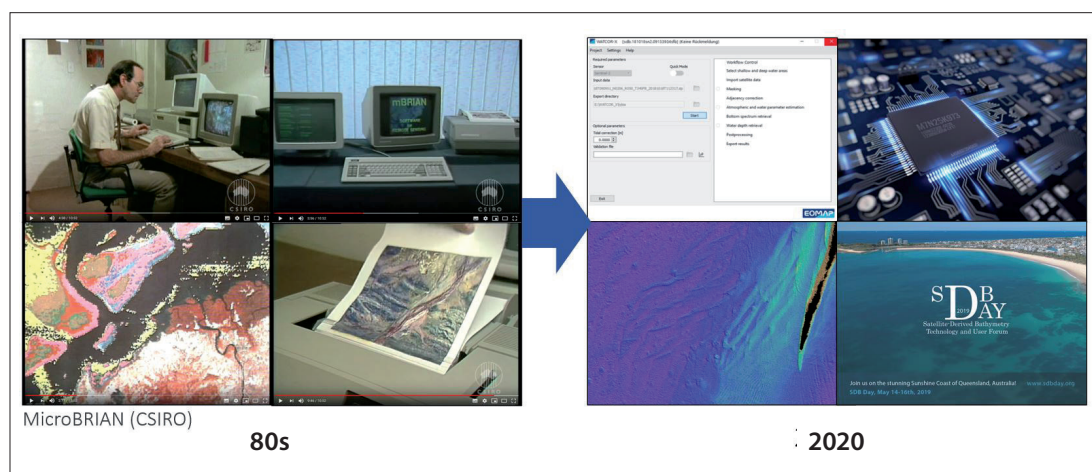 mBRIAN
SOFTWARE
CSIRO
CSIRO
CSIRO
MicroBRIAN (CSIRO)
80s
Project Settings Help
Required parameters
Sensor
Quick Mode
Input data
Export directory
Start
Optional parameters
Tidal correction [m]
Validation file
Exit
Workflow Control
Select shallow and deep water areas
Import satellite data
Masking
Adjacency correction
Atmospheric and water parameter estimation
Bottom spectrum retrieval
Water depth retrieval
Postprocessing
Export results
EOMAP
SDB
2019
DAY
Satellite Derived Bathymetry
Technology and User Forum
Join us on the stunning Sunshine Coast of Queensland, Australia! www.sdbday.org
SDB Day, May 14-16th, 2019
2020